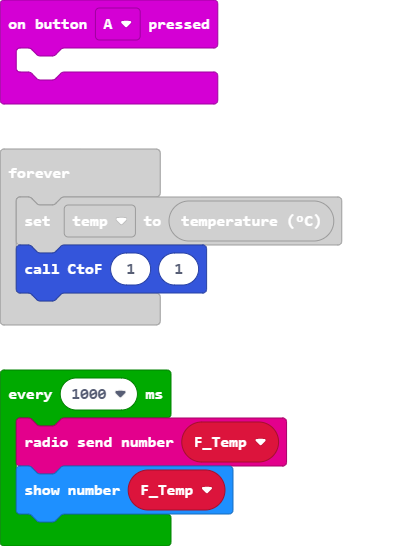 on button A pressed
forever
set temp to temperature (ºC)
call CtoF 1 1
every 1000 ms
radio send number F_Temp
show number F_Temp